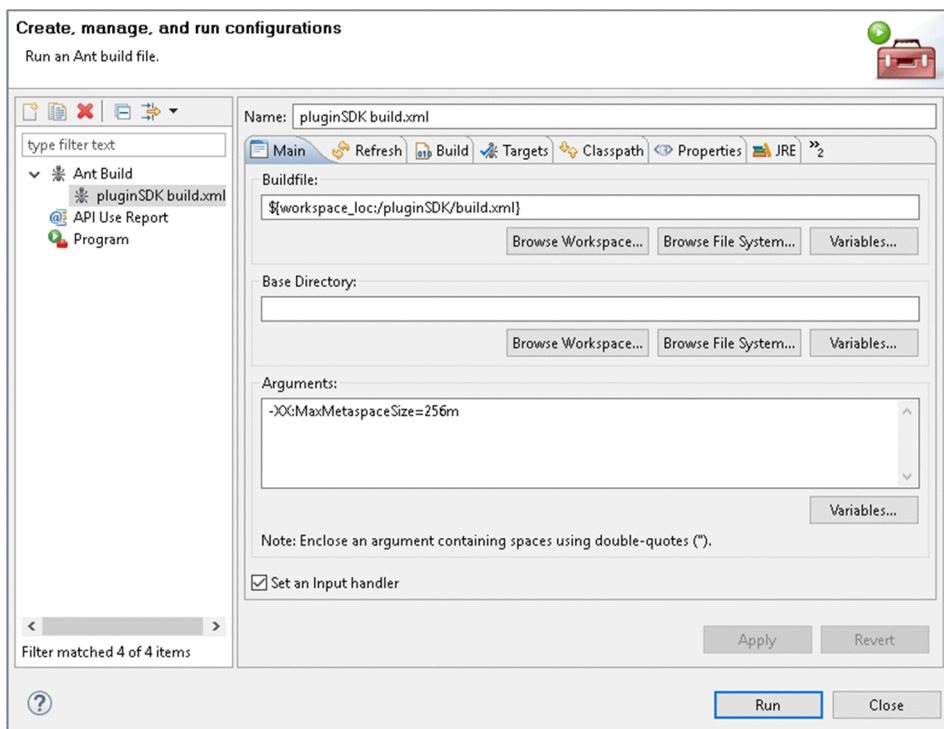 Create, manage, and run configurations
Run an Ant build file.
type filter text
Ant Build
pluginSDK build.xml
API Use Report
Program
Filter matched 4 of 4 items
Name: pluginSDK build.xml
Main Refresh Build Targets Classpath Properties JRE »2
Buildfile:
${workspace_loc:/pluginSDK/build.xml}
Browse Workspace... Browse File System... Variables...
Base Directory:
Browse Workspace... Browse File System... Variables...
Arguments:
-XX:MaxMetaspaceSize=256m
Variables...
Note: Enclose an argument containing spaces using double-quotes (").
Set an Input handler
Apply Revert
Run Close